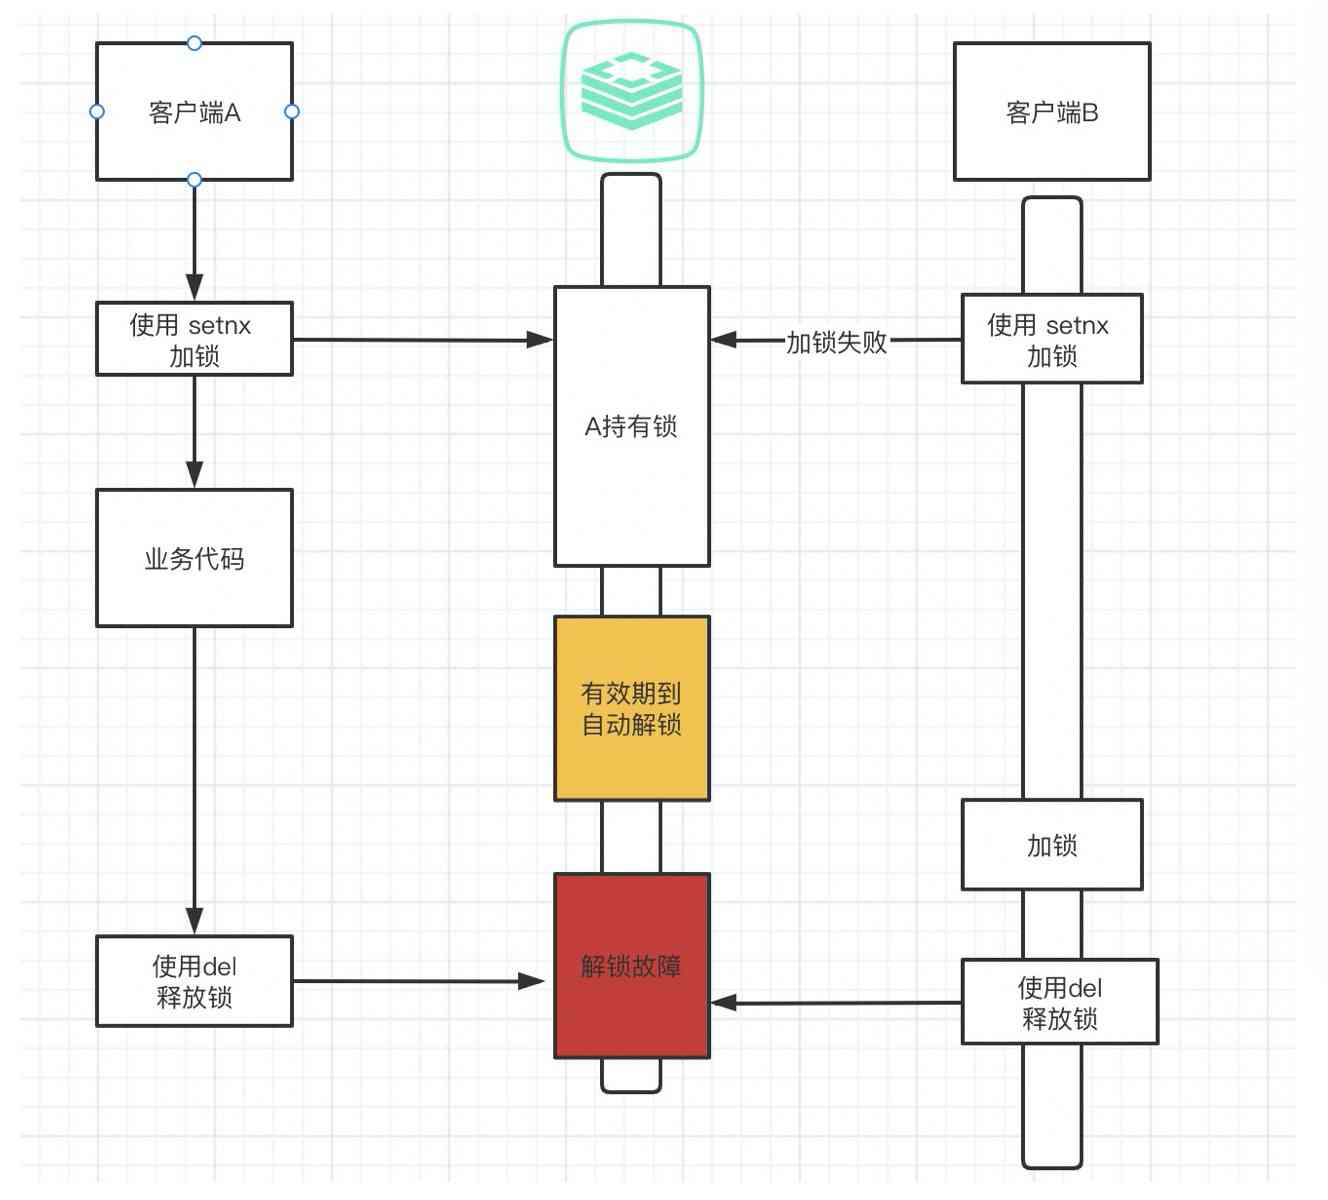 客户端A
客户端B
使用 setnx
加锁
加锁失败
使用 setnx
加锁
A持有锁
业务代码
有效期到
自动解锁
加锁
使用del
释放锁
解锁故障
使用del
释放锁